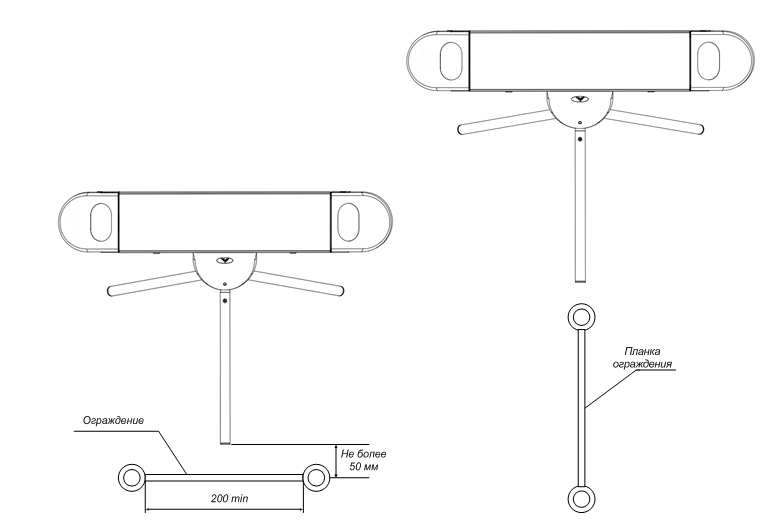 Планка
ограждения
Ограждение
Не более
50 мм
200 min